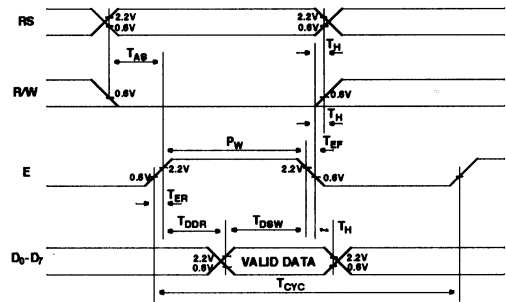 RS
2.2V
0.6V
2.2V
0.6V
TAS
TH
R/W
0.6V
0.6V
TH
PW
TEF
E
0.6V
2.2V
2.2V
0.6V
TER
TDDR
TDSW
TH
D0-D7
2.2V
0.6V
VALID DATA
2.2V
0.6V
TCYC